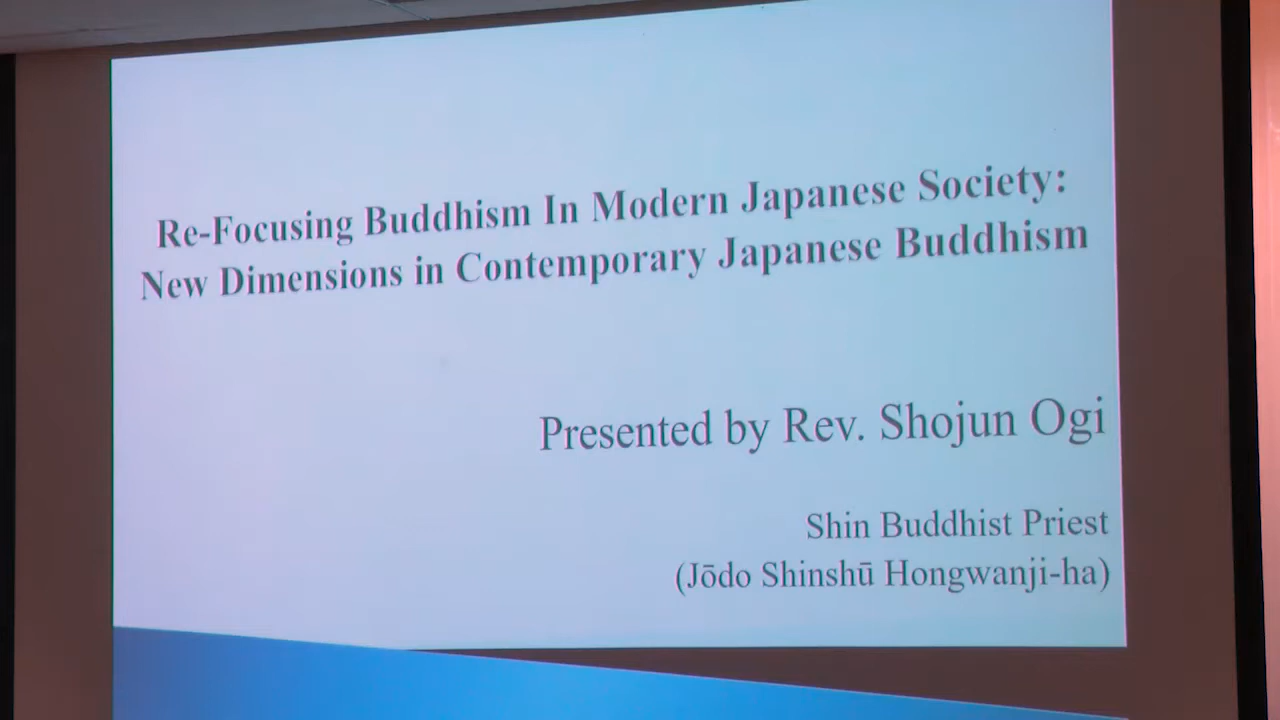 Re-Focusing Buddhism In Modern Japanese Society:
New Dimensions in Contemporary Japanese Buddhism
Presented by Rev. Shojun Ogi
Shin Buddhist Priest
(Jōdo Shinshū Hongwanji-ha)